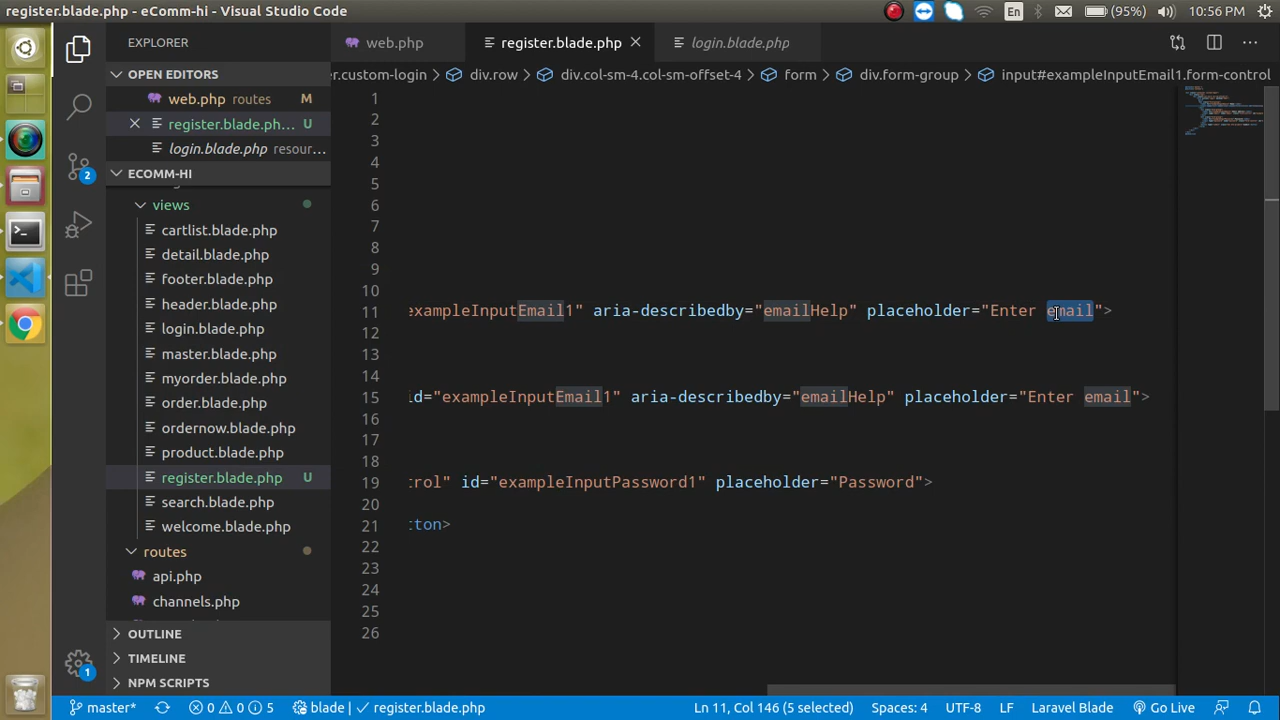 register.blade.php - eComm-hi - Visual Studio Code
En
(95%)
10:56 PM
EXPLORER
web.php
register.blade.php
login.blade.php
OPEN EDITORS
er.custom-login > div.row > div.col-sm-4.col-sm-offset-4 > form > div.form-group > input#exampleInputEmail1.form-control
web.php routes M
register.blade.ph... U
login.blade.php resour...
ECOMM-HI
views
cartlist.blade.php
detail.blade.php
footer.blade.php
header.blade.php
login.blade.php
master.blade.php
myorder.blade.php
order.blade.php
ordernow.blade.php
product.blade.php
register.blade.php U
search.blade.php
welcome.blade.php
routes
api.php
channels.php
OUTLINE
TIMELINE
NPM SCRIPTS
2
1
1
2
3
4
5
6
7
8
9
10
11 exampleInputEmail1" aria-describedby="emailHelp" placeholder="Enter email">
12
13
14
15 id="exampleInputEmail1" aria-describedby="emailHelp" placeholder="Enter email">
16
17
18
19 trol" id="exampleInputPassword1" placeholder="Password">
20
21 tton>
22
23
24
25
26
master* 0 0 5 blade register.blade.php Ln 11, Col 146 (5 selected) Spaces: 4 UTF-8 LF Laravel Blade Go Live